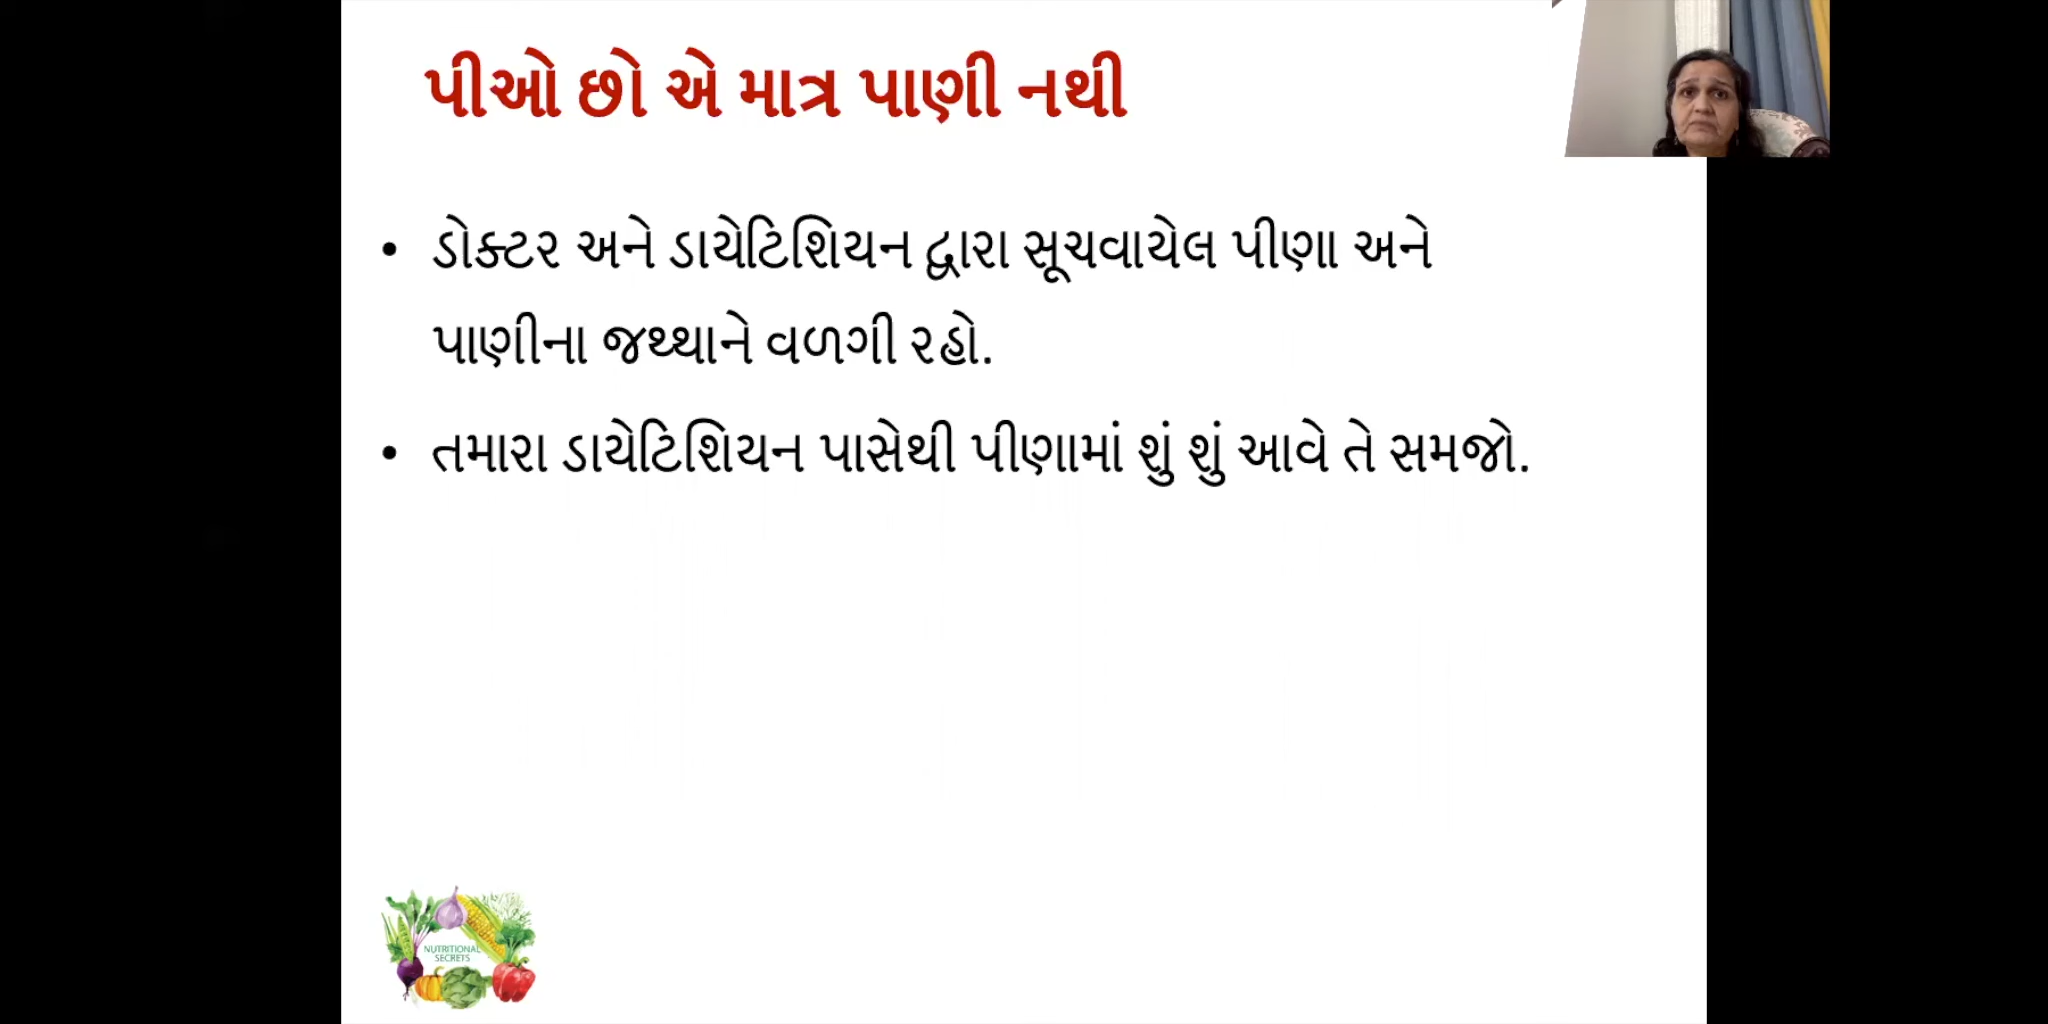 પીઓ છો એ માત્ર પાણી નથી
• ડોક્ટર અને ડાયેટિશિયન દ્વારા સૂચવાયેલ પીણા અને
પાણીના જથ્થાને વળગી રહો.
• તમારા ડાયેટિશિયન પાસેથી પીણામાં શું શું આવે તે સમજો.
NUTRITIONAL
SECRETS